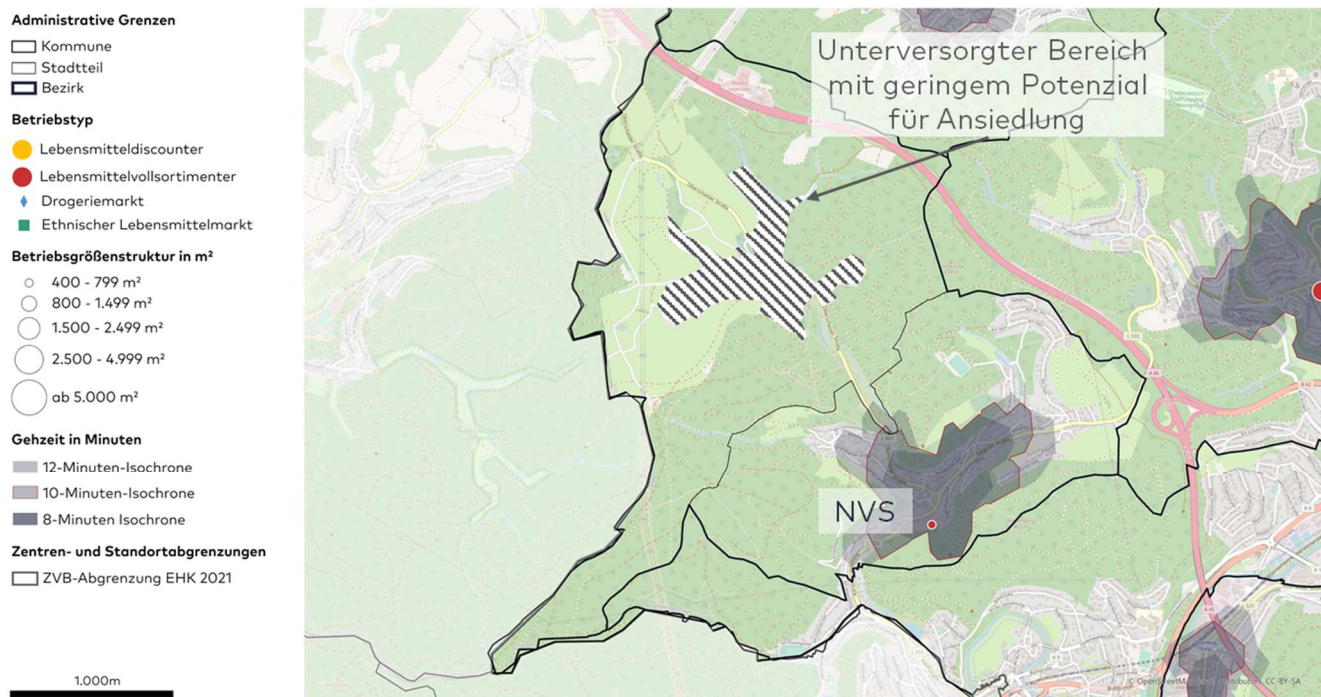 Administrative Grenzen
Kommune
Stadtteil
Bezirk
Betriebstyp
Lebensmitteldiscounter
Lebensmittelvollsortimenter
Drogeriemarkt
Ethnischer Lebensmittelmarkt
Betriebsgrößenstruktur in m²
400 - 799 m²
800 - 1.499 m²
1.500 - 2.499 m²
2.500 - 4.999 m²
ab 5.000 m²
Gehzeit in Minuten
12-Minuten-Isochrone
10-Minuten-Isochrone
8-Minuten Isochrone
Zentren- und Standortabgrenzungen
ZVB-Abgrenzung EHK 2021
1.000m
Unterversorgter Bereich
mit geringem Potenzial
für Ansiedlung
NVS
A 45
B 62
A 45